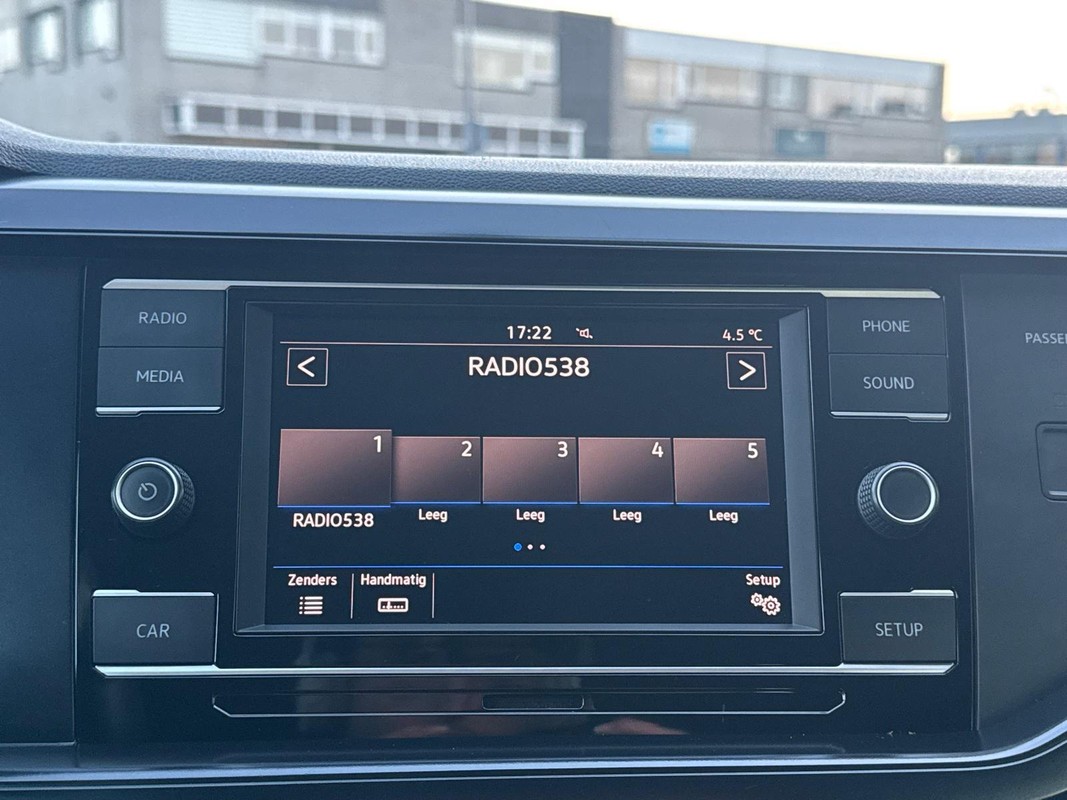 RADIO
MEDIA
CAR
17:22
4.5 °C
<
RADIO538
>
1
2
3
4
5
RADIO538
Leeg
Leeg
Leeg
Leeg
Zenders
Handmatig
Setup
PHONE
SOUND
SETUP